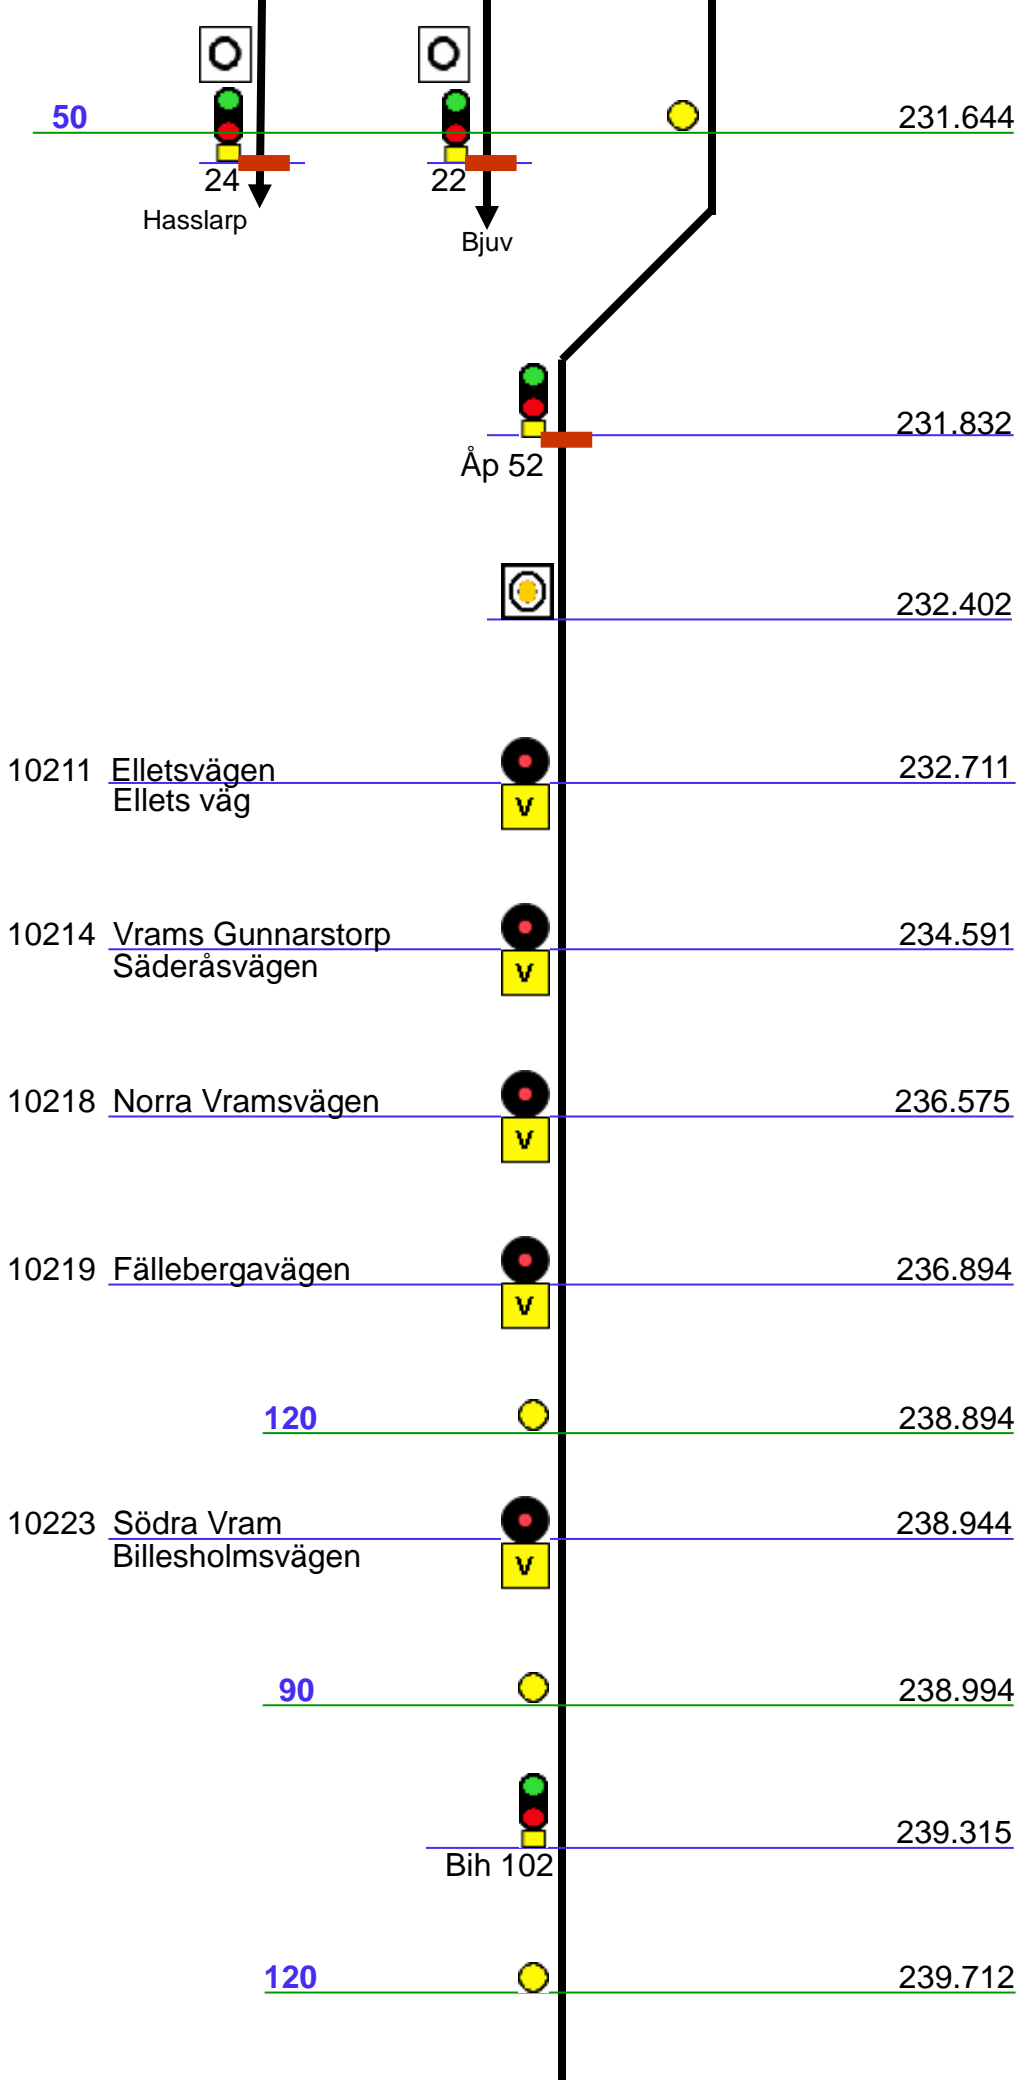 50 231.644
24 22
Hasslarp
Bjuv
231.832
Åp 52
232.402
10211 Elletsvägen 232.711
Ellets väg
V
10214 Vrams Gunnarstorp 234.591
Säderåsvägen V
10218 Norra Vramsvägen 236.575
V
10219 Fällebergavägen 236.894
V
120 238.894
10223 Södra Vram 238.944
Billesholmsvägen V
90 238.994
239.315
Bih 102
120 239.712